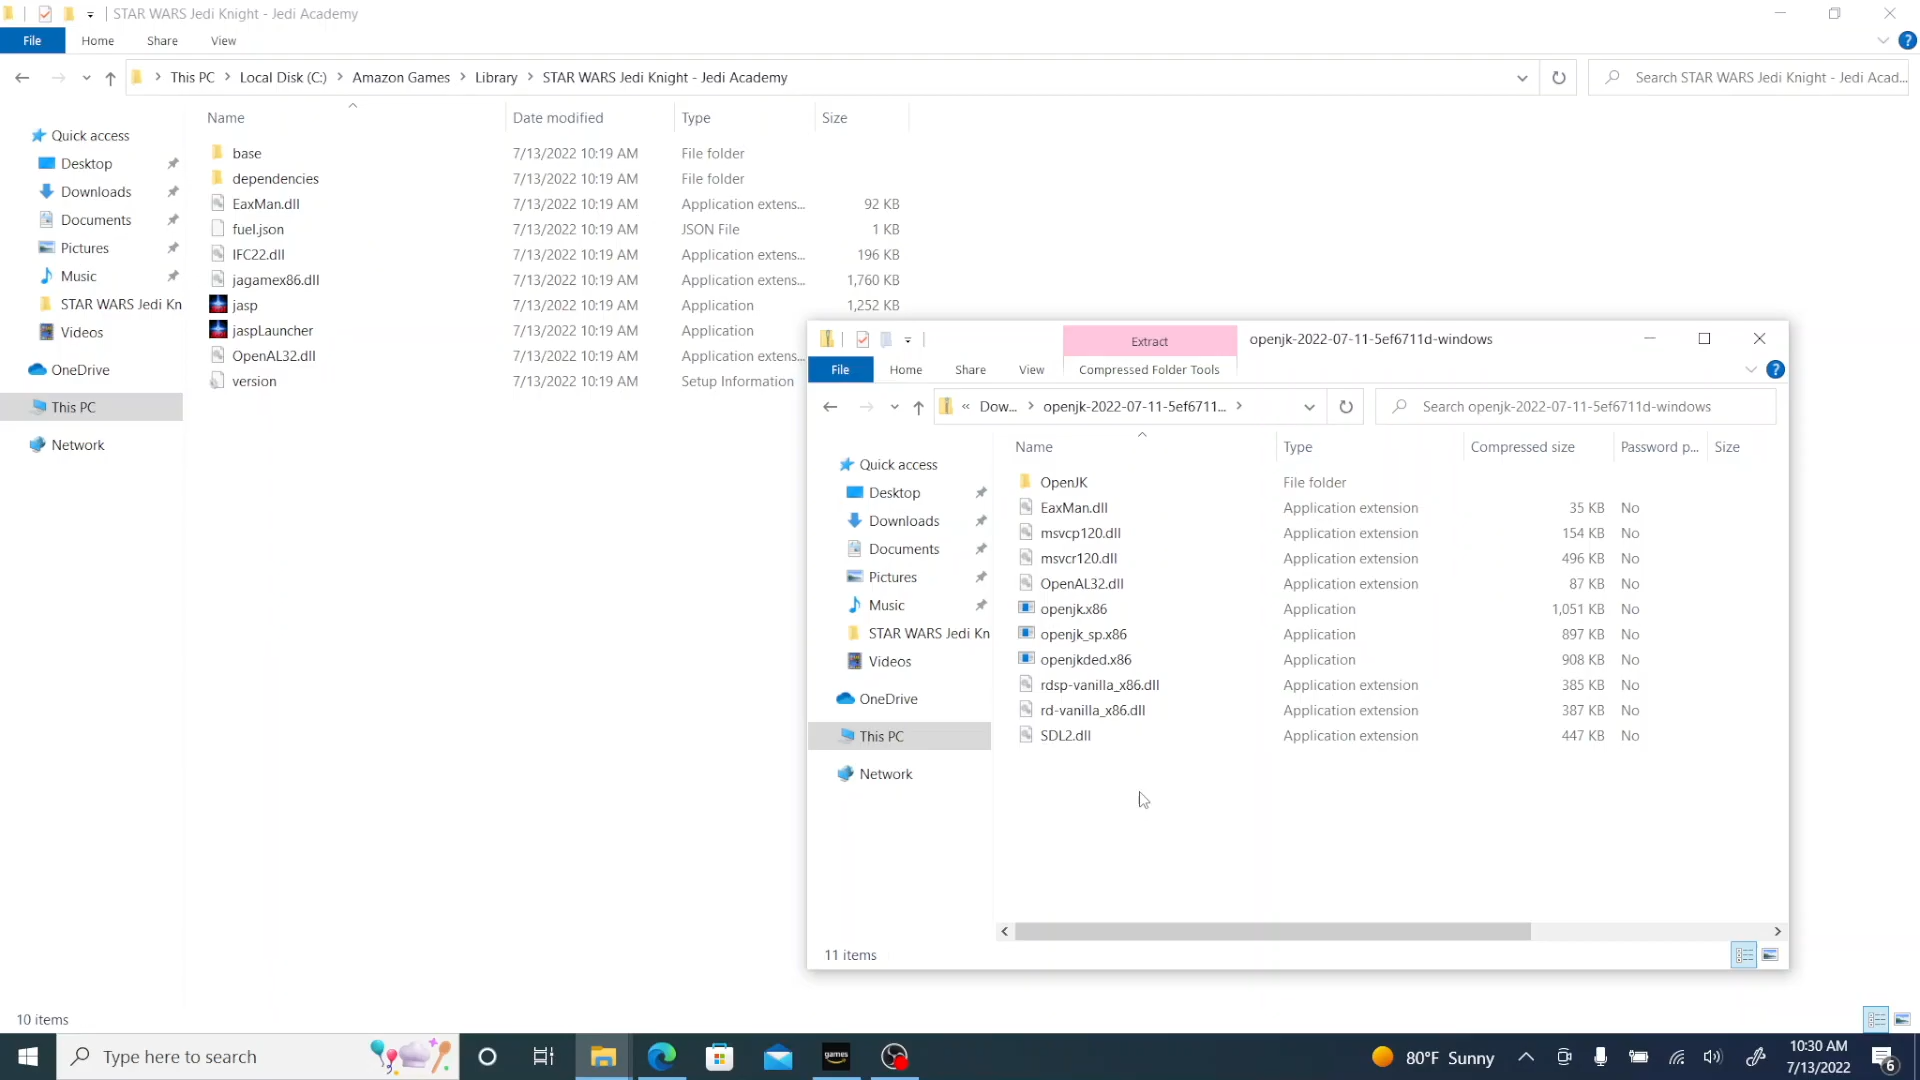 STAR WARS Jedi Knight - Jedi Academy
File Home Share View
This PC Local Disk (C:) Amazon Games Library STAR WARS Jedi Knight - Jedi Academy
Search STAR WARS Jedi Knight - Jedi Acad...
Name Date modified Type Size
Quick access
Desktop
Downloads
Documents
Pictures
Music
STAR WARS Jedi Kn
Videos
OneDrive
This PC
Network
base 7/13/2022 10:19 AM File folder
dependencies 7/13/2022 10:19 AM File folder
EaxMan.dll 7/13/2022 10:19 AM Application extens... 92 KB
fuel.json 7/13/2022 10:19 AM JSON File 1 KB
IFC22.dll 7/13/2022 10:19 AM Application extens... 196 KB
jagamex86.dll 7/13/2022 10:19 AM Application extens... 1,760 KB
jasp 7/13/2022 10:19 AM Application 1,252 KB
jaspLauncher 7/13/2022 10:19 AM Application
OpenAL32.dll 7/13/2022 10:19 AM Application extens...
version 7/13/2022 10:19 AM Setup Information
Extract openjk-2022-07-11-5ef6711d-windows
File Home Share View Compressed Folder Tools
« Dow... openjk-2022-07-11-5ef6711...
Search openjk-2022-07-11-5ef6711d-windows
Name Type Compressed size Password p... Size
Quick access
Desktop
Downloads
Documents
Pictures
Music
STAR WARS Jedi Kn
Videos
OneDrive
This PC
Network
OpenJK File folder
EaxMan.dll Application extension 35 KB No
msvcp120.dll Application extension 154 KB No
msvcr120.dll Application extension 496 KB No
OpenAL32.dll Application extension 87 KB No
openjk.x86 Application 1,051 KB No
openjk_sp.x86 Application 897 KB No
openjkded.x86 Application 908 KB No
rdsp-vanilla_x86.dll Application extension 385 KB No
rd-vanilla_x86.dll Application extension 387 KB No
SDL2.dll Application extension 447 KB No
11 items
10 items
Type here to search
games
80°F Sunny
10:30 AM
7/13/2022
6